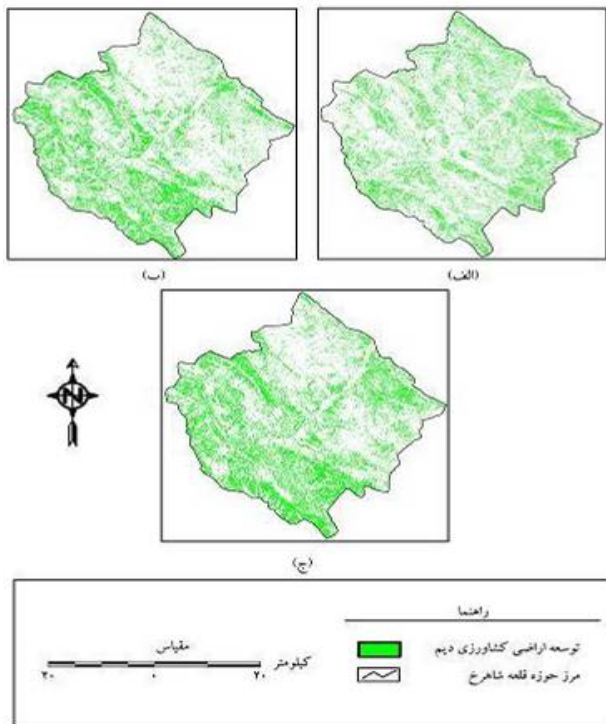 (الف)
(ب)
(ج)
راهنما
توسعه اراضی کشاورزی دیم
مرز حوزه قلعه شاهرخ
مقیاس
۲۰ ۰ ۲۰ کیلومتر